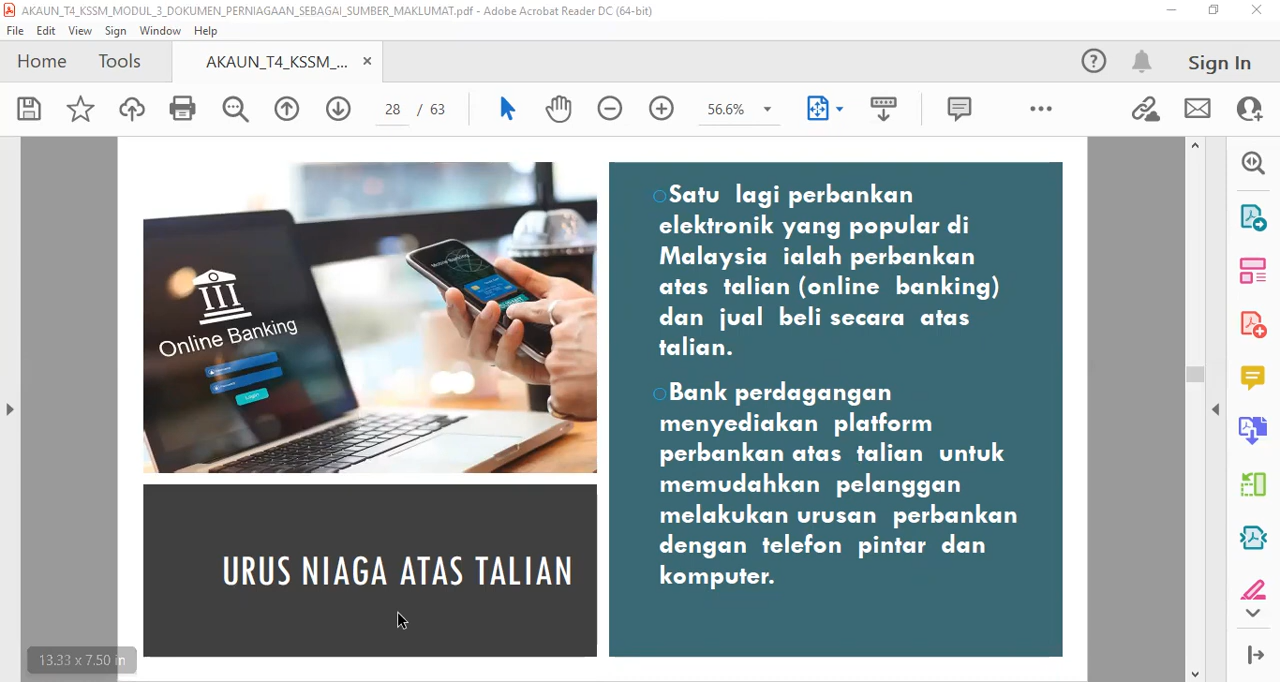 AKAUN_T4_KSSM_MODUL_3_DOKUMEN_PERNIAGAAN_SEBAGAI_SUMBER_MAKLUMAT.pdf - Adobe Acrobat Reader DC (64-bit)
File Edit View Sign Window Help
Home Tools AKAUN_T4_KSSM_... × Sign In
28 / 63 56.6%
Online Banking
Login
URUS NIAGA ATAS TALIAN
Satu lagi perbankan
elektronik yang popular di
Malaysia ialah perbankan
atas talian (online banking)
dan jual beli secara atas
talian.
Bank perdagangan
menyediakan platform
perbankan atas talian untuk
memudahkan pelanggan
melakukan urusan perbankan
dengan telefon pintar dan
komputer.
13.33 x 7.50 in